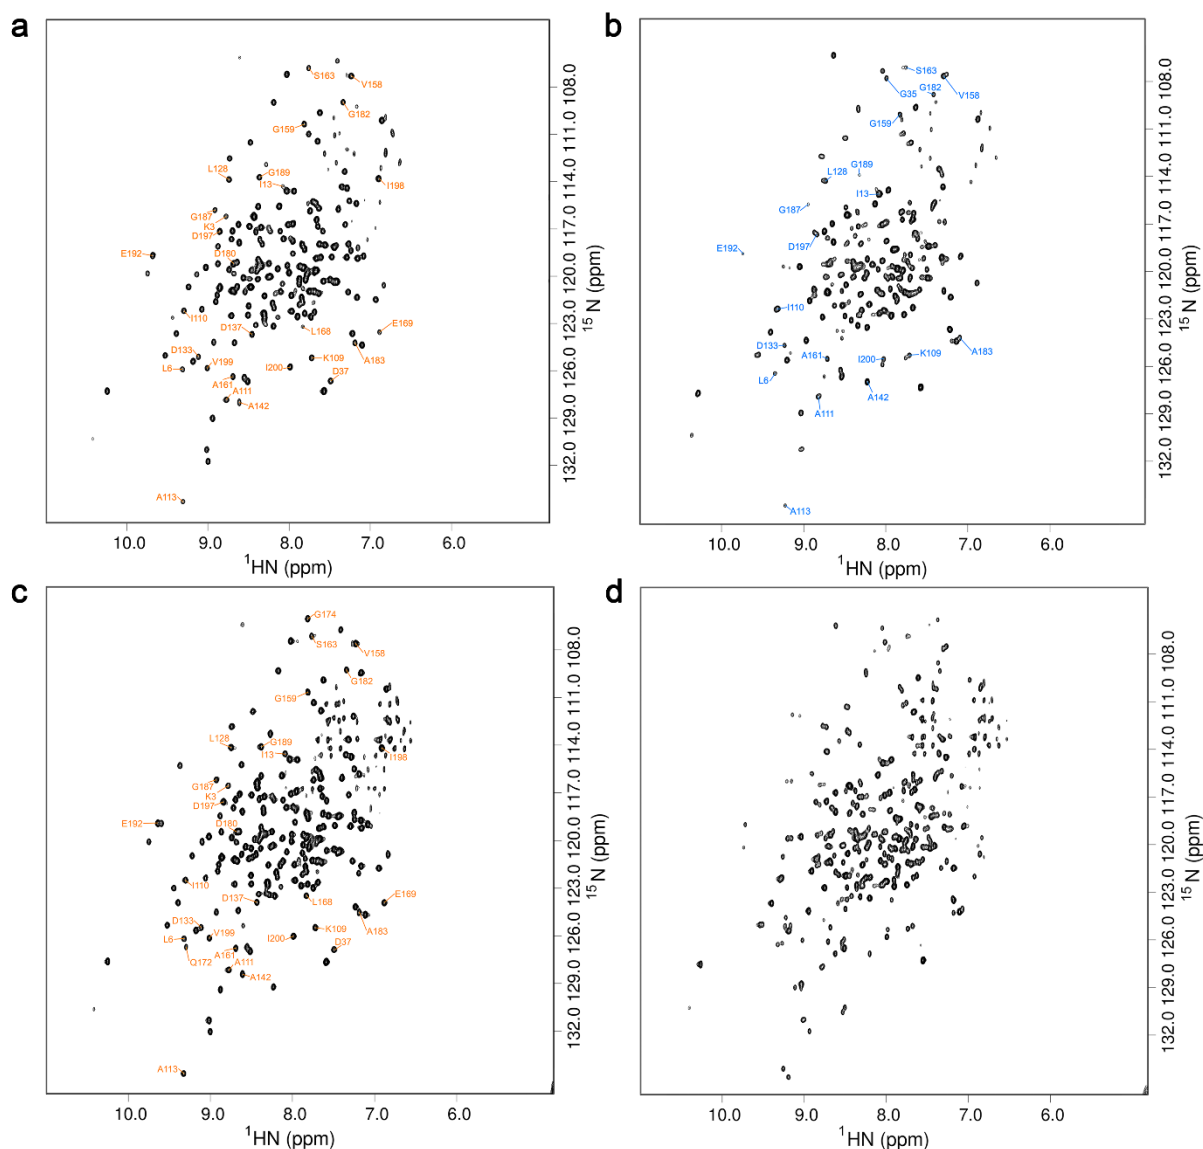 a
S163
V158
G182
G159
L128
G189
I13
I198
G187
K3
D197
E192
D180
I110
D137
L168
E169
D133
V199
A183
L6
K109
A161
I200
D37
A111
A142
A113
108.0
111.0
114.0
117.0
120.0
123.0
126.0
129.0
132.0
15 N (ppm)
10.0 9.0 8.0 7.0 6.0
1HN (ppm)
b
S163
G35
V158
G182
G159
G189
L128
I13
G187
D197
E192
I110
D133
A161
I200
K109
A183
L6
A142
A111
A113
108.0
111.0
114.0
117.0
120.0
123.0
126.0
129.0
132.0
15 N (ppm)
10.0 9.0 8.0 7.0 6.0
1HN (ppm)
c
G174
S163
V158
G182
G159
L128
G189
I13
I198
G187
K3
D197
E192
D180
I110
D137
L168
E169
D133
V199
A183
L6
I200
K109
Q172
A161
D37
A111
A142
A113
108.0
111.0
114.0
117.0
120.0
123.0
126.0
129.0
132.0
15 N (ppm)
10.0 9.0 8.0 7.0 6.0
1HN (ppm)
d
108.0
111.0
114.0
117.0
120.0
123.0
126.0
129.0
132.0
15 N (ppm)
10.0 9.0 8.0 7.0 6.0
1HN (ppm)